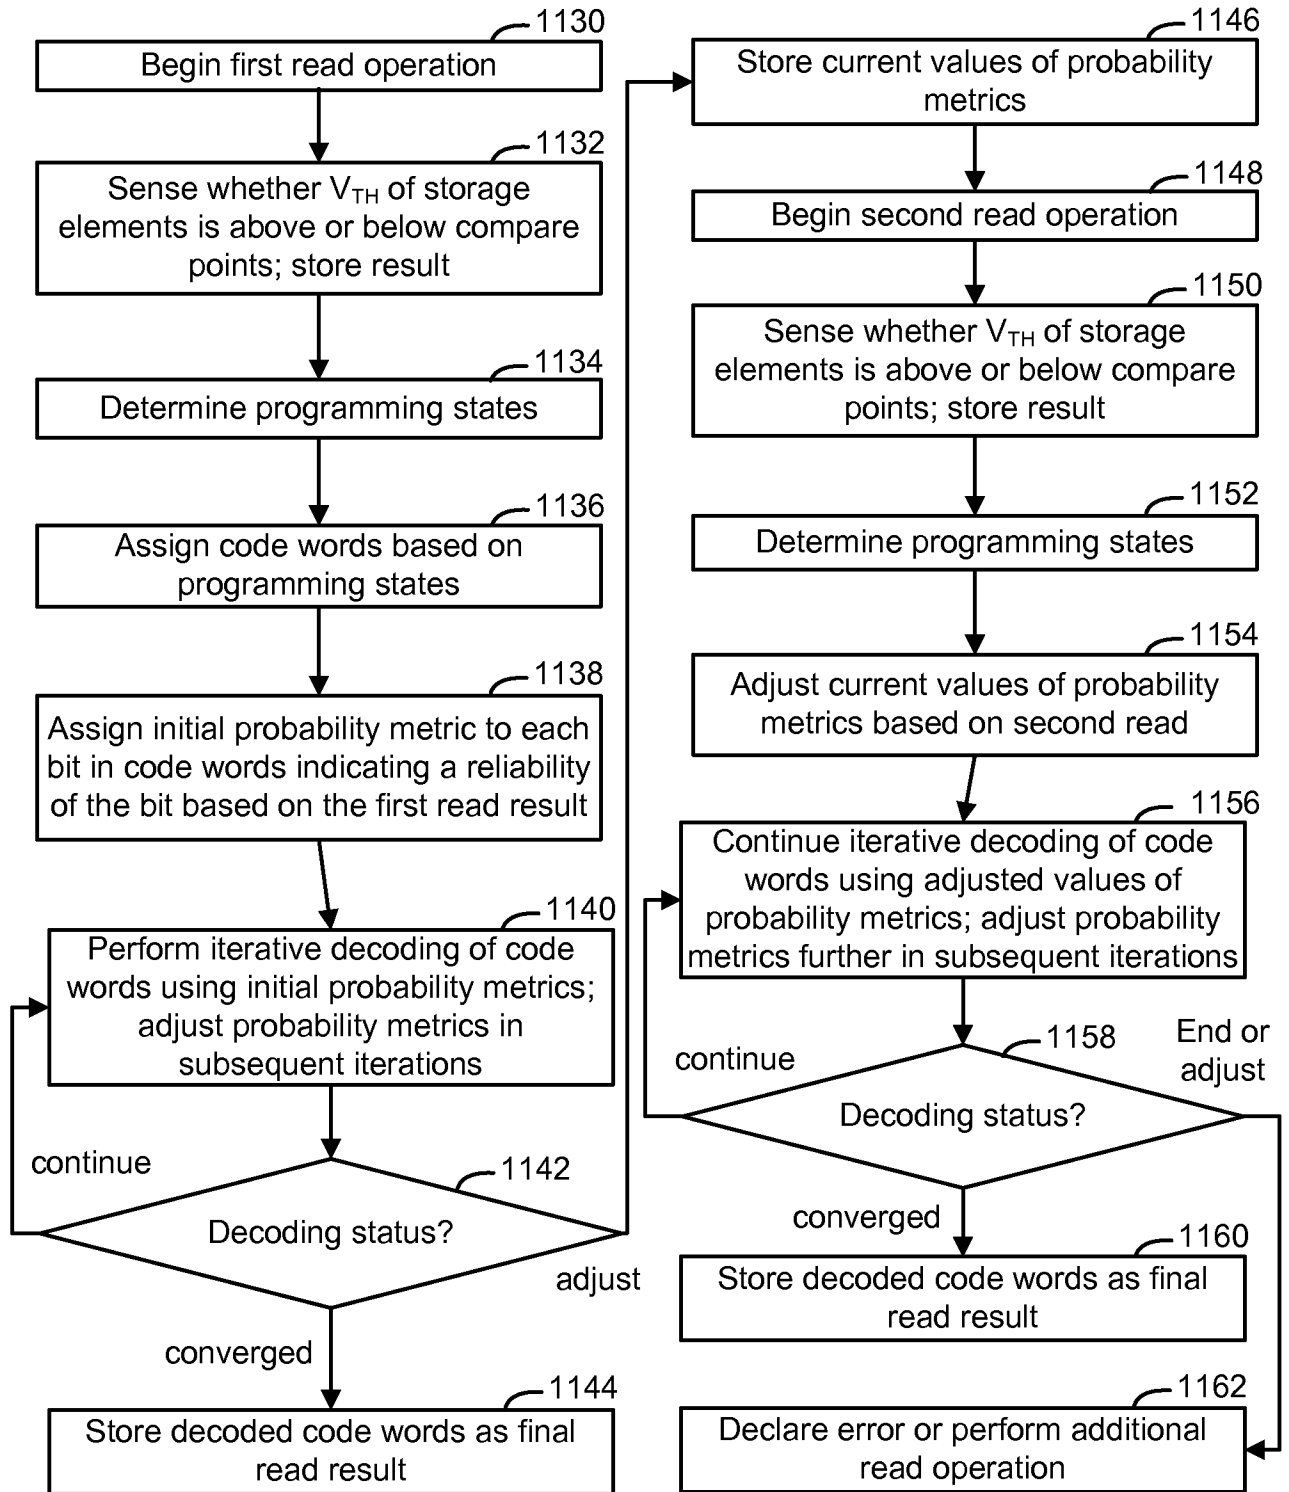 1130
Begin first read operation
1132
Sense whether VTH of storage
elements is above or below compare
points; store result
1134
Determine programming states
1136
Assign code words based on
programming states
1138
Assign initial probability metric to each
bit in code words indicating a reliability
of the bit based on the first read result
1140
Perform iterative decoding of code
words using initial probability metrics;
adjust probability metrics in
subsequent iterations
continue
1142
Decoding status?
adjust
converged
1144
Store decoded code words as final
read result
1146
Store current values of probability
metrics
1148
Begin second read operation
1150
Sense whether VTH of storage
elements is above or below compare
points; store result
1152
Determine programming states
1154
Adjust current values of probability
metrics based on second read
1156
Continue iterative decoding of code
words using adjusted values of
probability metrics; adjust probability
metrics further in subsequent iterations
continue
1158
End or
adjust
Decoding status?
converged
1160
Store decoded code words as final
read result
1162
Declare error or perform additional
read operation